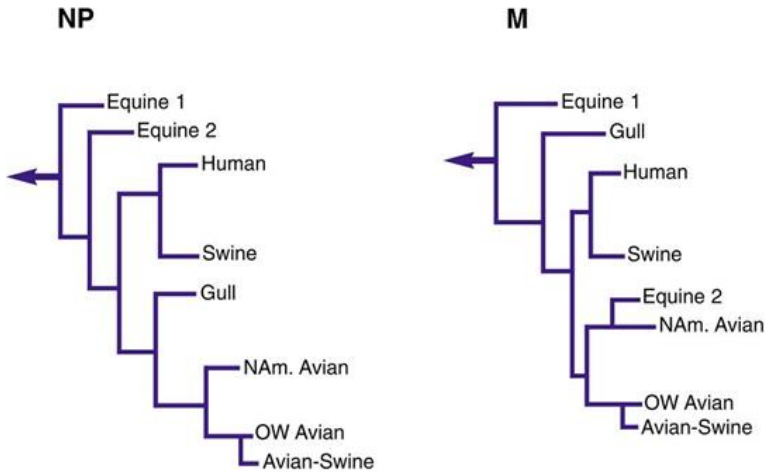 NP
Equine 1
Equine 2
Human
Swine
Gull
NAm. Avian
OW Avian
Avian-Swine
M
Equine 1
Gull
Human
Swine
Equine 2
NAm. Avian
OW Avian
Avian-Swine